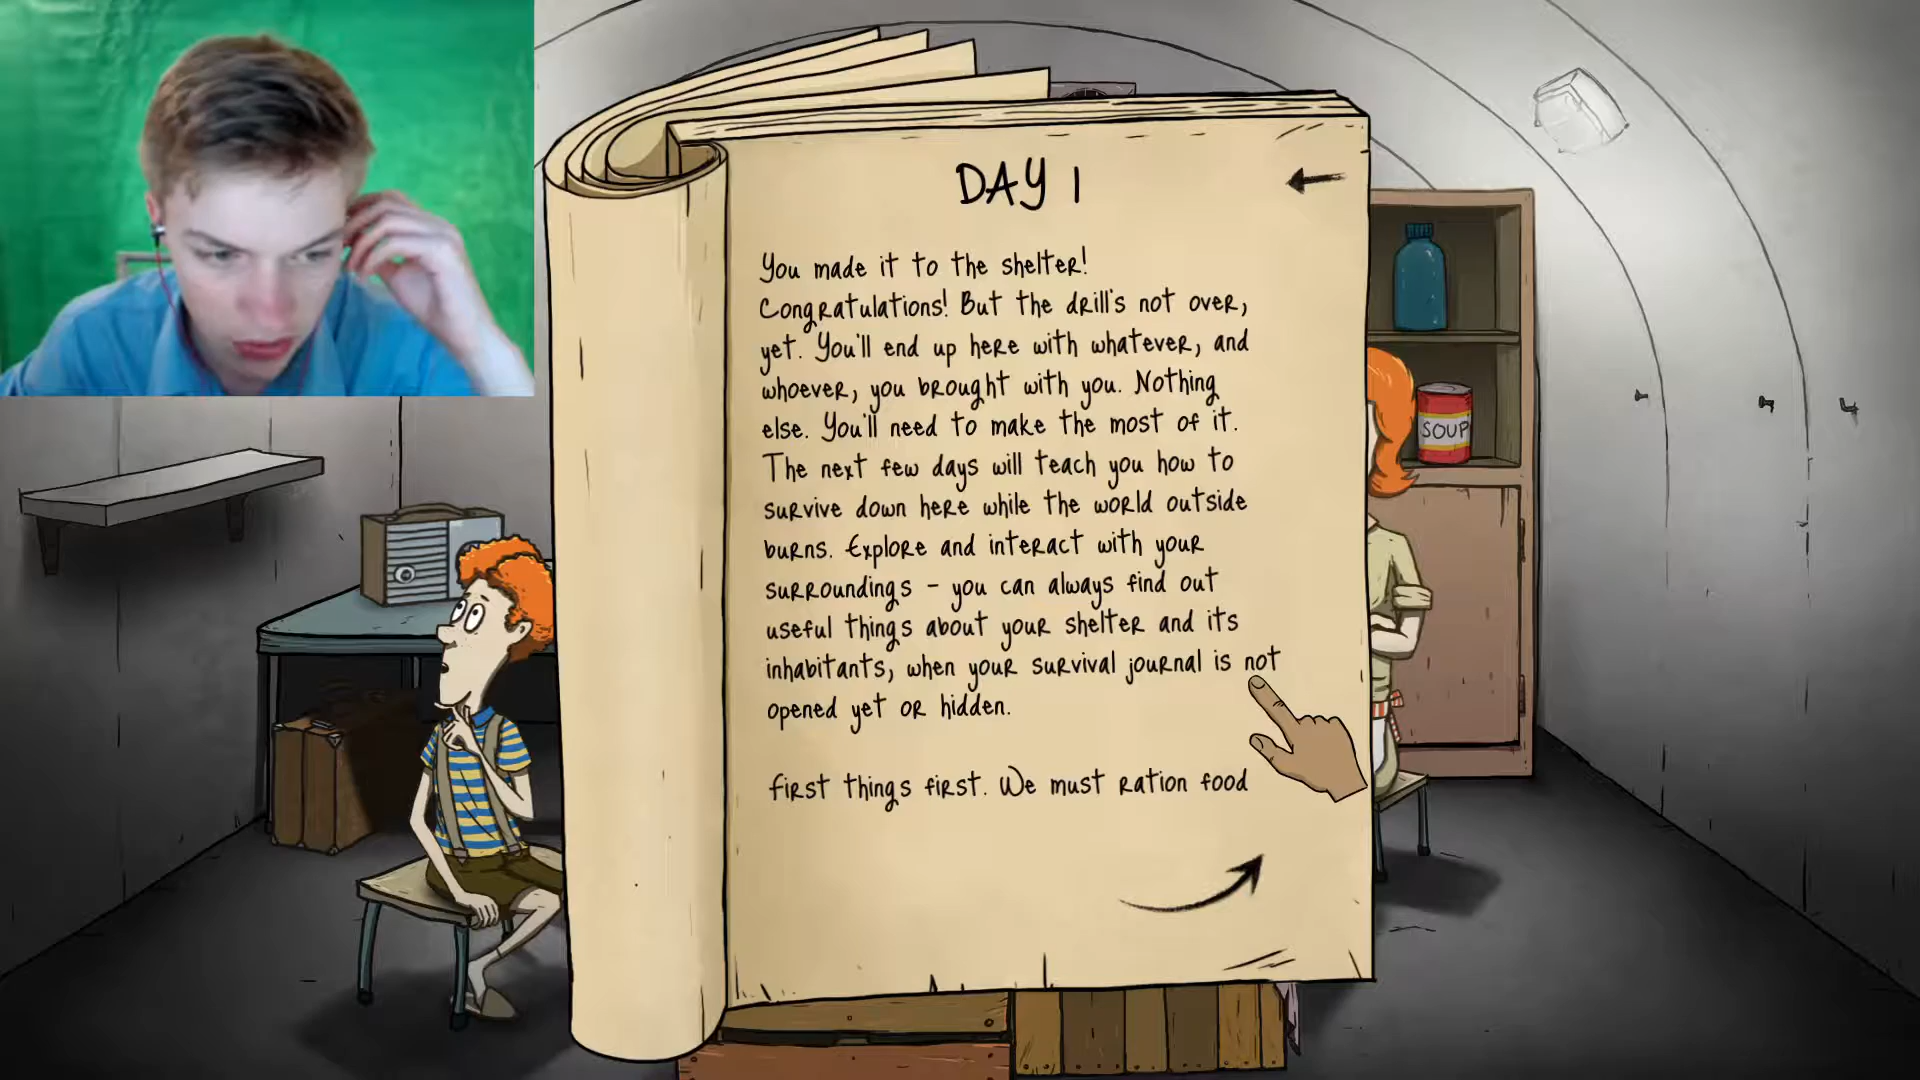 DAY 1
You made it to the shelter!
Congratulations! But the drill's not over,
yet. You'll end up here with whatever, and
whoever, you brought with you. Nothing
else. You'll need to make the most of it.
The next few days will teach you how to
survive down here while the world outside
burns. Explore and interact with your
surroundings - you can always find out
useful things about your shelter and its
inhabitants, when your survival journal is not
opened yet or hidden.
First things first. We must ration food
SOUP